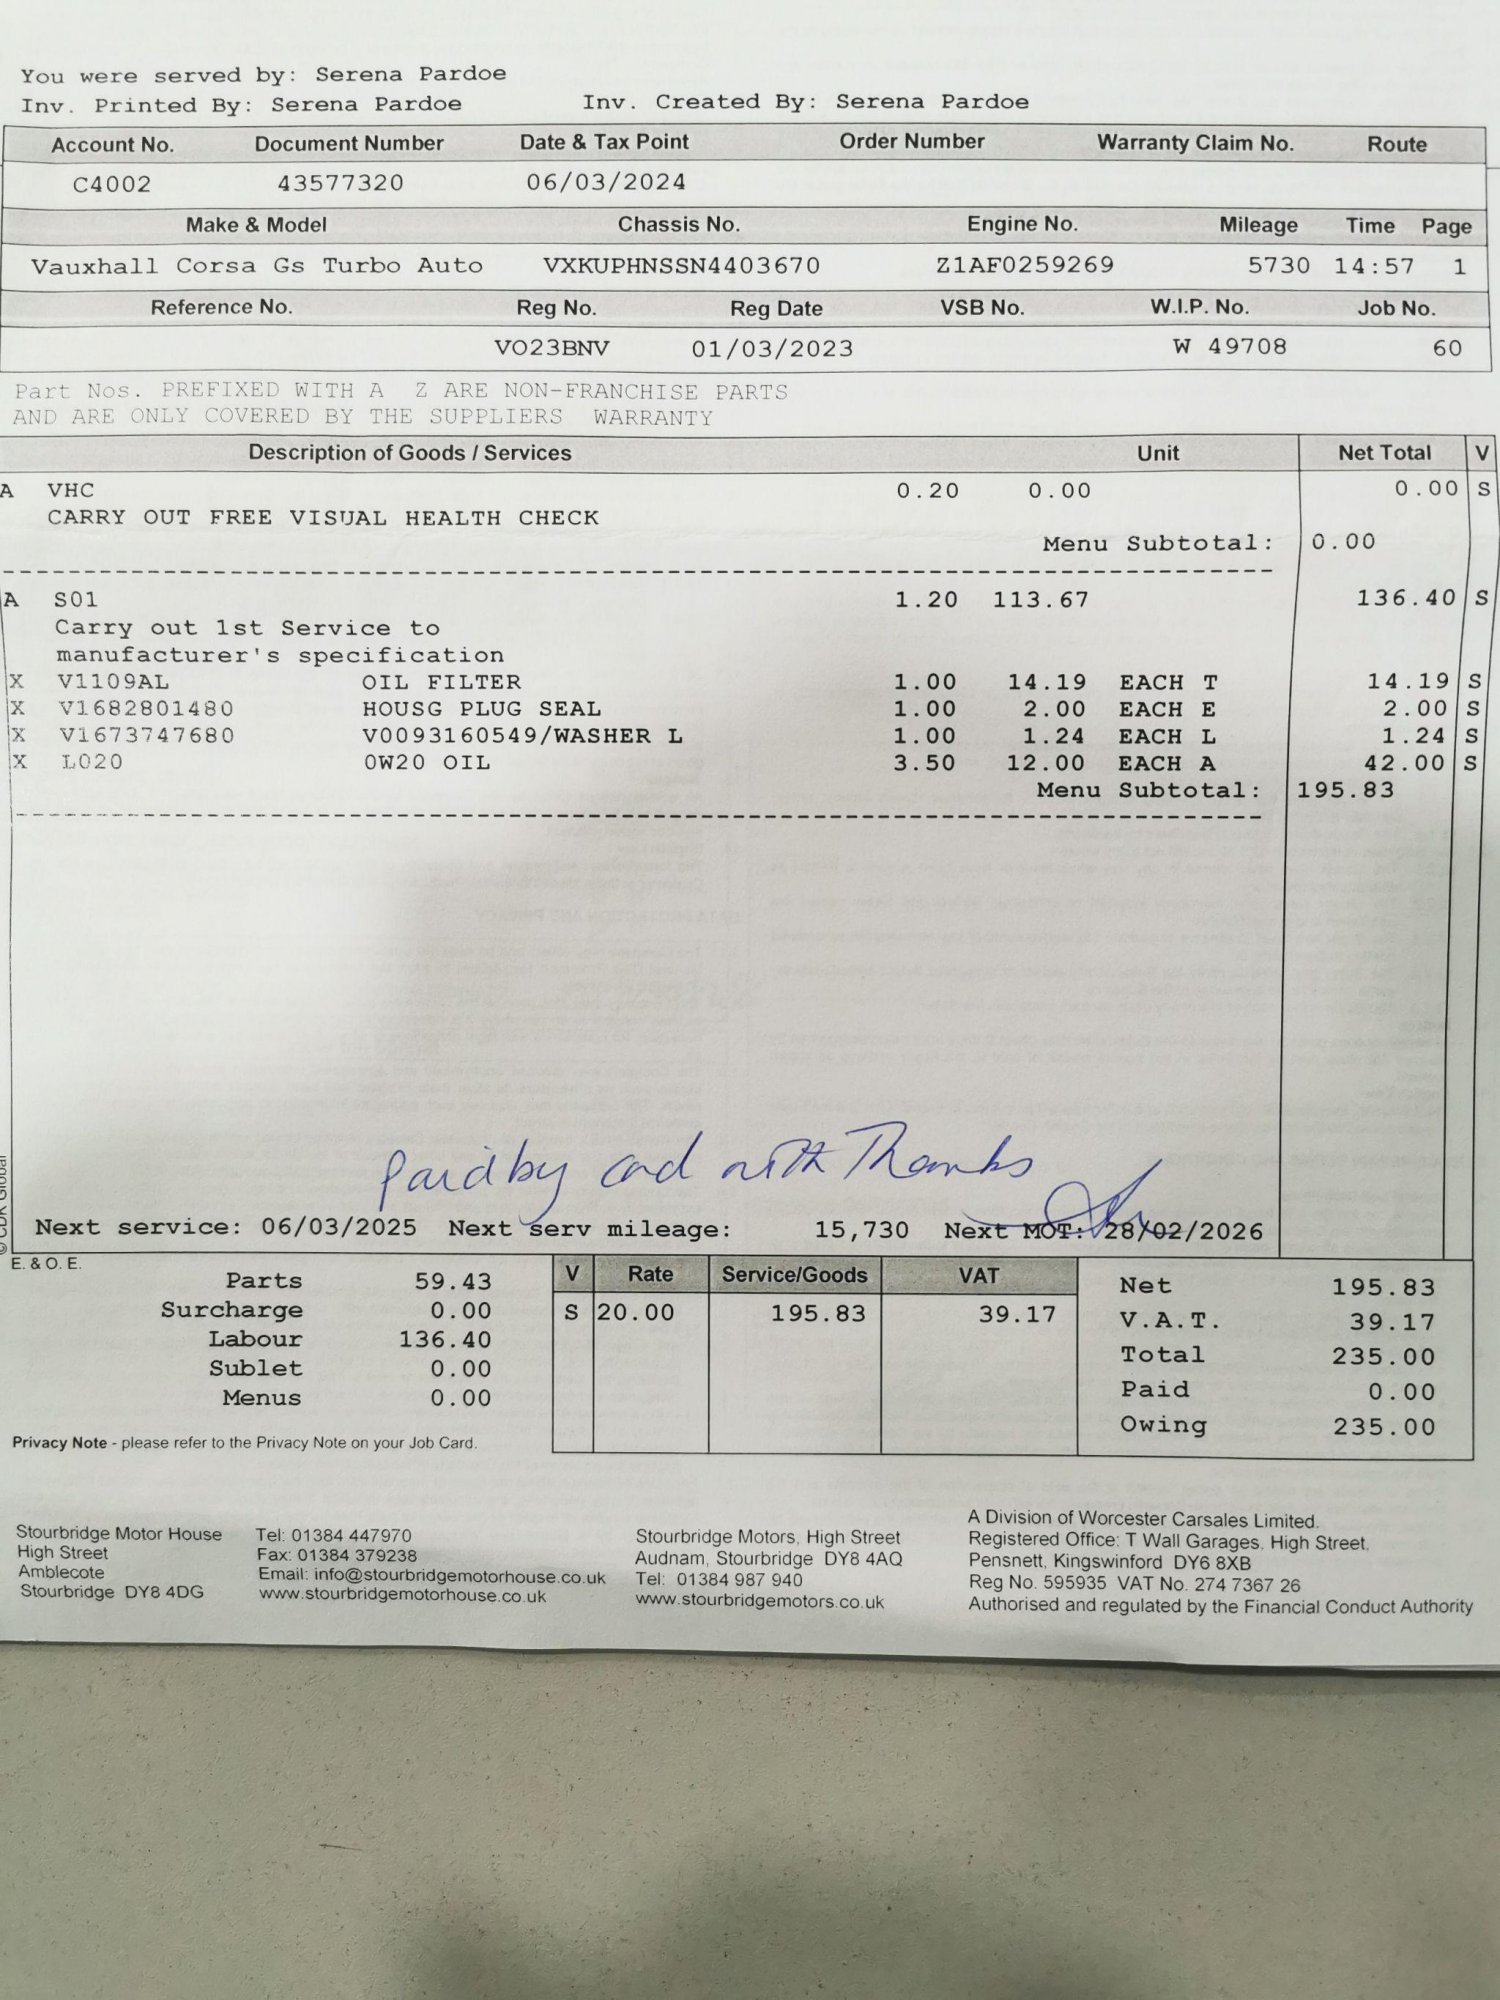 You were served by: Serena Pardoe
Inv. Printed By: Serena Pardoe Inv. Created By: Serena Pardoe
Account No. Document Number Date & Tax Point Order Number Warranty Claim No. Route
C4002 43577320 06/03/2024
Make & Model Chassis No. Engine No. Mileage Time Page
Vauxhall Corsa Gs Turbo Auto VXKUPHNSSN4403670 Z1AF0259269 5730 14:57 1
Reference No. Reg No. Reg Date VSB No. W.I.P. No. Job No.
VO23BNV 01/03/2023 W 49708 60
Part Nos. PREFIXED WITH A Z ARE NON-FRANCHISE PARTS
AND ARE ONLY COVERED BY THE SUPPLIERS WARRANTY
Description of Goods / Services Unit Net Total V
A VHC 0.20 0.00 0.00 S
CARRY OUT FREE VISUAL HEALTH CHECK
Menu Subtotal: 0.00
A S01 1.20 113.67 136.40 S
Carry out 1st Service to
manufacturer's specification
X V1109AL OIL FILTER 1.00 14.19 EACH T 14.19 S
X V1682801480 HOUSG PLUG SEAL 1.00 2.00 EACH E 2.00 S
X V1673747680 V0093160549/WASHER L 1.00 1.24 EACH L 1.24 S
X L020 0W20 OIL 3.50 12.00 EACH A 42.00 S
Menu Subtotal: 195.83
Paid by card with Thanks
Next service: 06/03/2025 Next serv mileage: 15,730 Next MOT: 28/02/2026
© CDK Global
E. & O. E.
Parts 59.43
Surcharge 0.00
Labour 136.40
Sublet 0.00
Menus 0.00
V Rate Service/Goods VAT
S 20.00 195.83 39.17
Net 195.83
V.A.T. 39.17
Total 235.00
Paid 0.00
Owing 235.00
Privacy Note - please refer to the Privacy Note on your Job Card.
Stourbridge Motor House
High Street
Amblecote
Stourbridge DY8 4DG
Tel: 01384 447970
Fax: 01384 379238
Email: info@stourbridgemotorhouse.co.uk
www.stourbridgemotorhouse.co.uk
Stourbridge Motors, High Street
Audnam, Stourbridge DY8 4AQ
Tel: 01384 987 940
www.stourbridgemotors.co.uk
A Division of Worcester Carsales Limited.
Registered Office: T Wall Garages, High Street,
Pensnett, Kingswinford DY6 8XB
Reg No. 595935 VAT No. 274 7367 26
Authorised and regulated by the Financial Conduct Authority